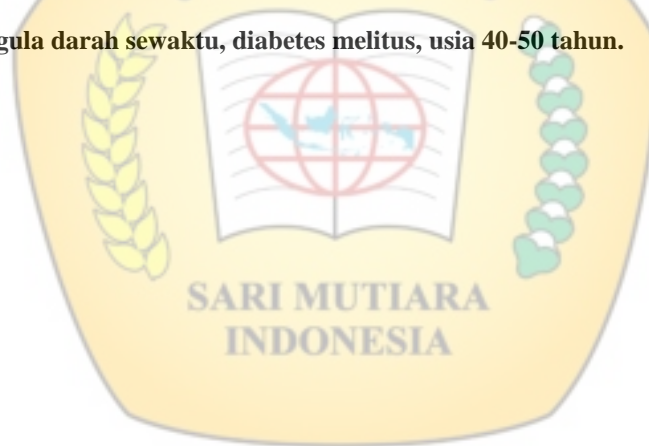 gula darah sewaktu, diabetes melitus, usia 40-50 tahun.
SARI MUTIARA
INDONESIA